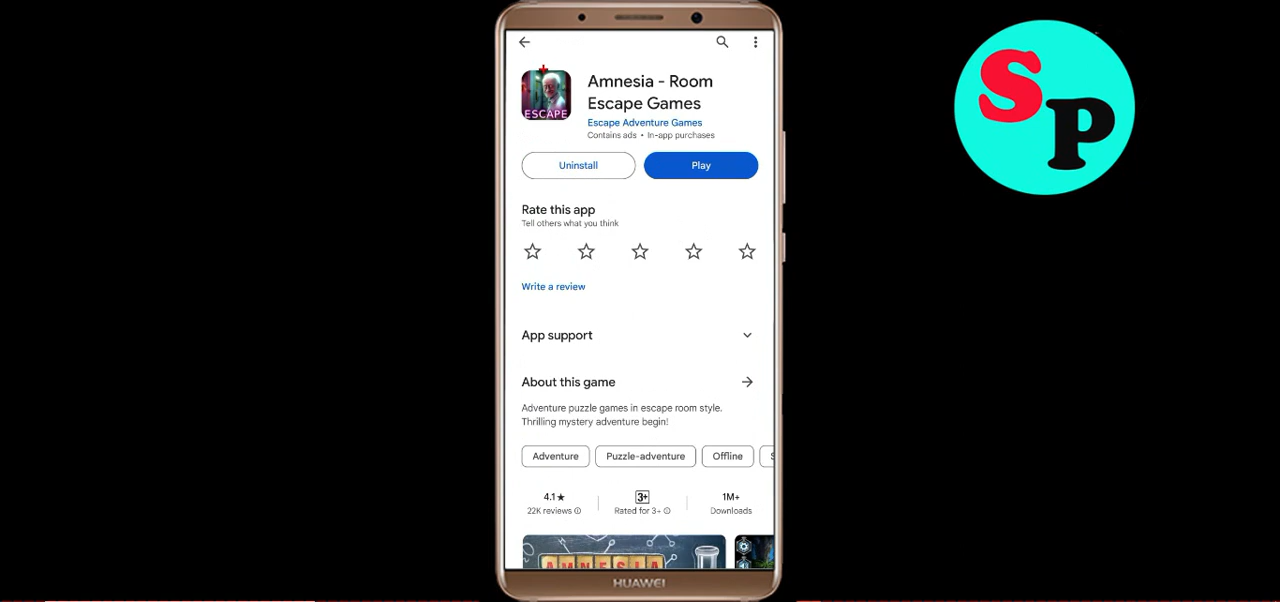 Amnesia - Room
Escape Games
ESCAPE
Escape Adventure Games
Contains ads • In-app purchases
Uninstall
Play
Rate this app
Tell others what you think
Write a review
App support
About this game
Adventure puzzle games in escape room style.
Thrilling mystery adventure begin!
Adventure
Puzzle-adventure
Offline
4.1★
3+
1M+
22K reviews
Rated for 3+
Downloads
AMNESIA
HUAWEI
SP